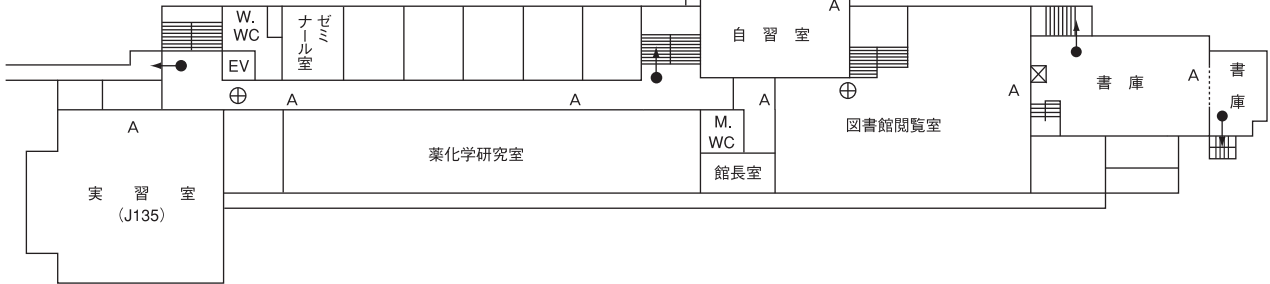 W.
WC
ゼミ
ナール室
EV
A
A
A
自習室
A
A
書庫
A
書庫
図書館閲覧室
A
M.
WC
館長室
薬化学研究室
A
実習室
(J135)